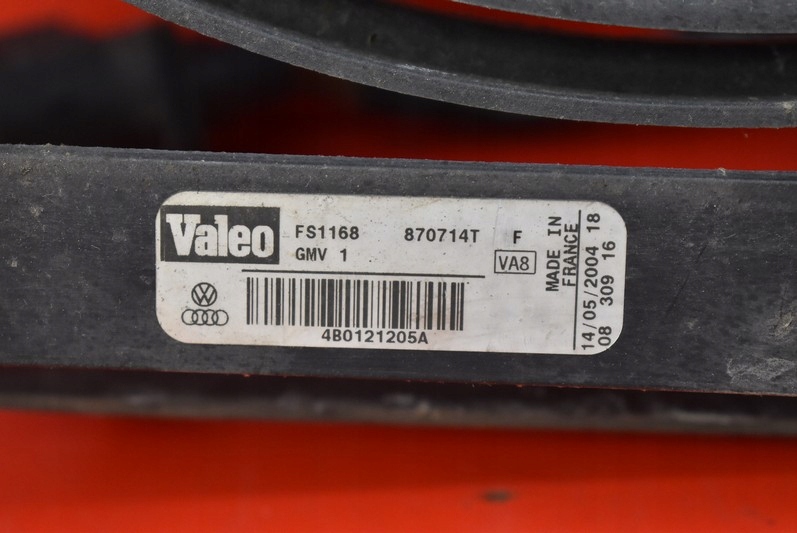 Valeo
FS1168 870714T F
GMV 1
VA8
4B0121205A
MADE IN
FRANCE
14/05/2004 18
08 309 16